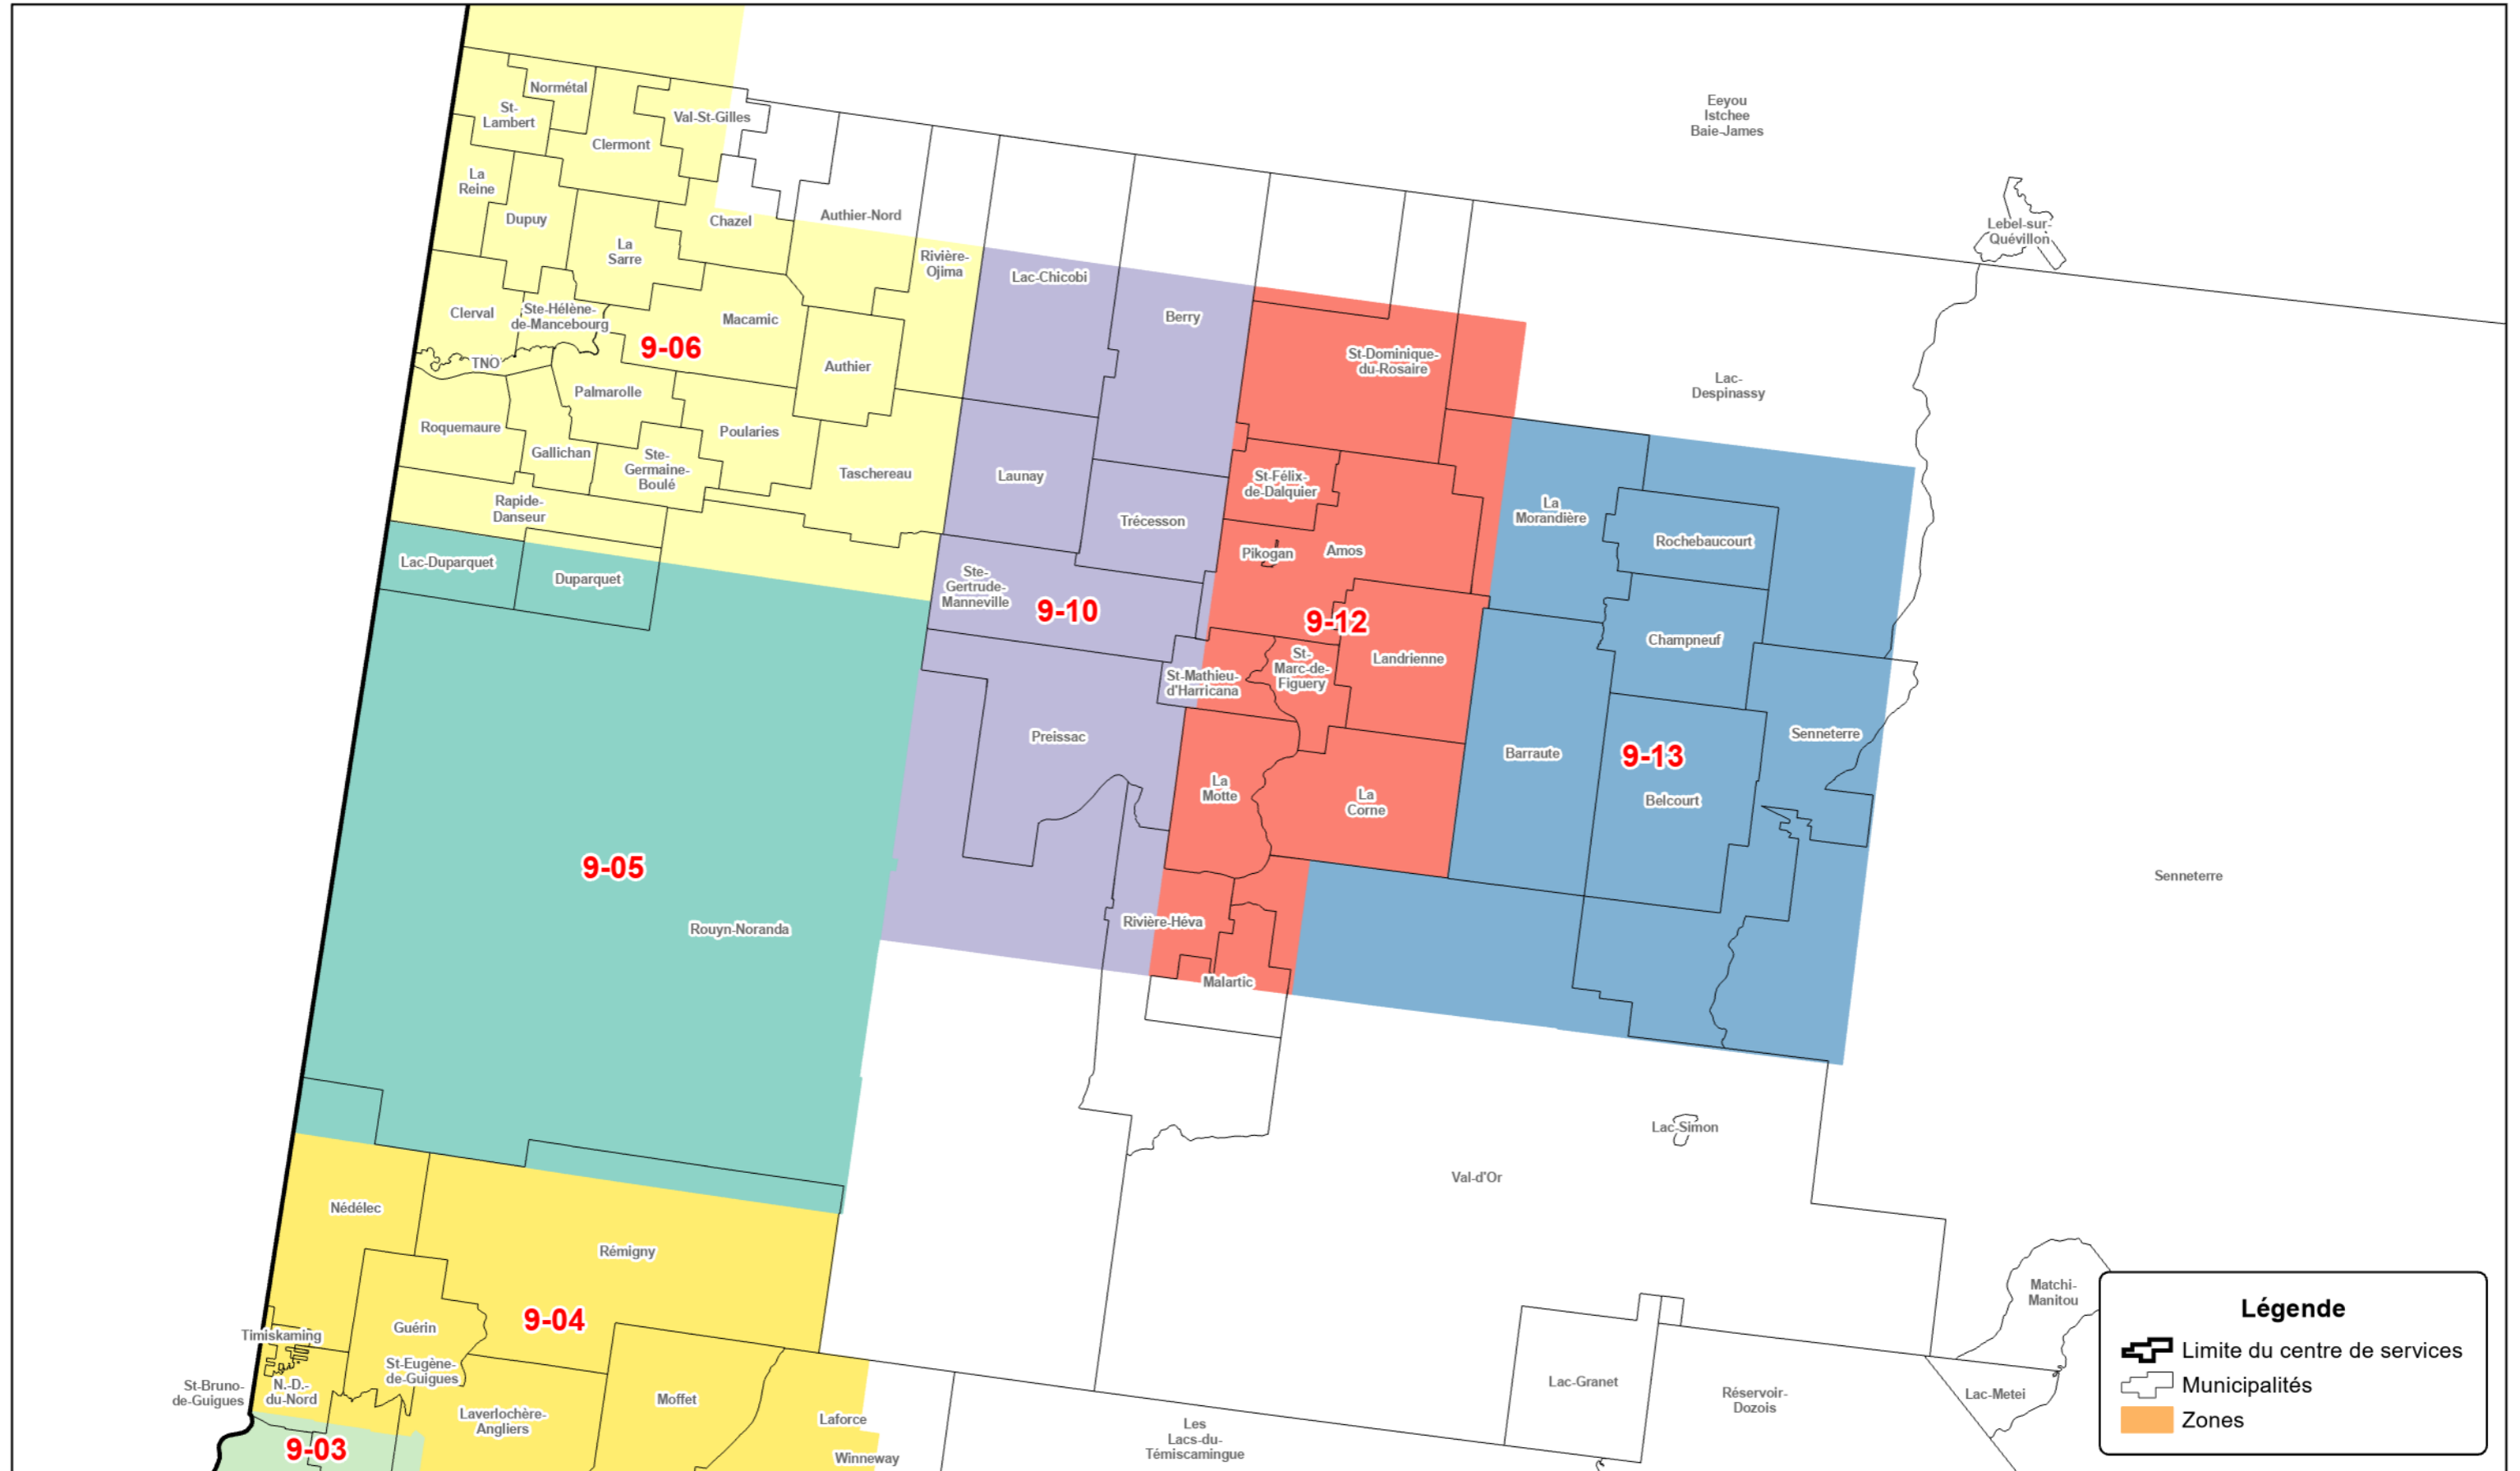 Normétal
St-
Lambert
Val-St-Gilles
Clermont
Eeyou
Istchee
Baie-James
La
Reine
Dupuy
Chazel
Authier-Nord
Lebel-sur-
Quévillon
La
Sarre
Rivière-
Ojima
Lac-Chicobi
Clerval
Ste-Hélène-
de-Mancebourg
Macamic
Berry
9-06
TNO
Authier
St-Dominique-
du-Rosaire
Lac-
Despinassy
Palmarolle
Roquemaure
Poularies
Gallichan
Ste-
Germaine-
Boulé
Taschereau
Launay
St-Félix-
de-Dalquier
La
Morandière
Rapide-
Danseur
Trécesson
Rochebaucourt
Lac-Duparquet
Duparquet
Pikogan
Amos
Ste-
Gertrude-
Manneville
9-10
9-12
Champneuf
St-Mathieu-
d'Harricana
St-
Marc-de-
Figuery
Landrienne
Preissac
Senneterre
Barraute
9-13
La
Motte
La
Corne
Belcourt
9-05
Senneterre
Rouyn-Noranda
Rivière-Héva
Malartic
Lac-Simon
Val-d'Or
Nédélec
Rémigny
Matchi-
Manitou
9-04
Guérin
Timiskaming
St-Eugène-
de-Guigues
St-Bruno-
de-Guigues
N.-D.-
du-Nord
Moffet
Lac-Granet
Réservoir-
Dozois
Lac-Metei
Laverlochère-
Angliers
Laforce
Winneway
Les
Lacs-du-
Témiscamingue
9-03
Légende
Limite du centre de services
Municipalités
Zones